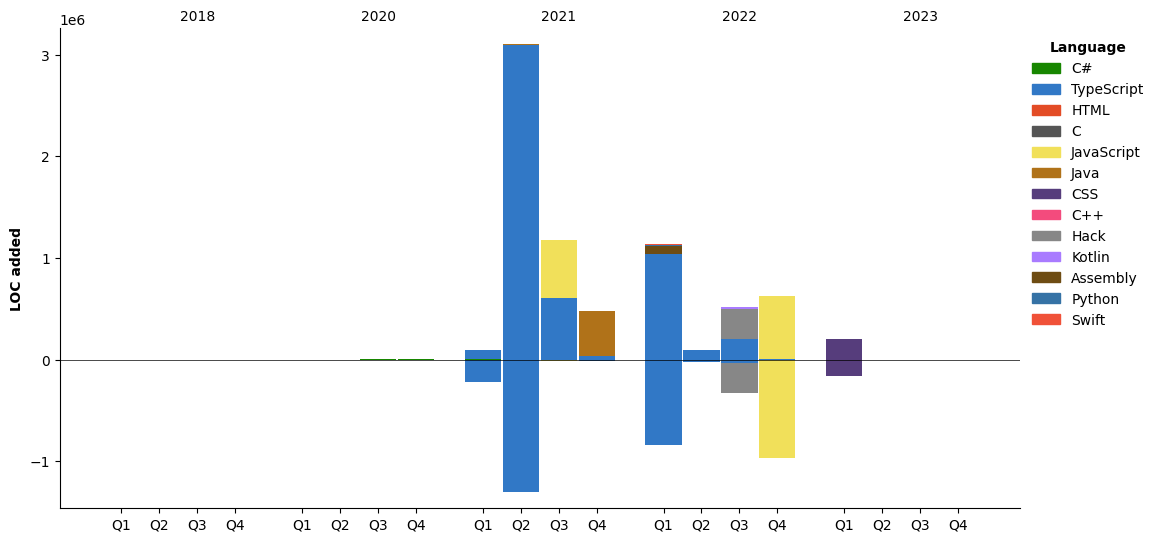 1e6
2018 2020 2021 2022 2023
LOC added
3
2
1
0
−1
Q1 Q2 Q3 Q4 Q1 Q2 Q3 Q4 Q1 Q2 Q3 Q4 Q1 Q2 Q3 Q4 Q1 Q2 Q3 Q4
Language
C#
TypeScript
HTML
C
JavaScript
Java
CSS
C++
Hack
Kotlin
Assembly
Python
Swift